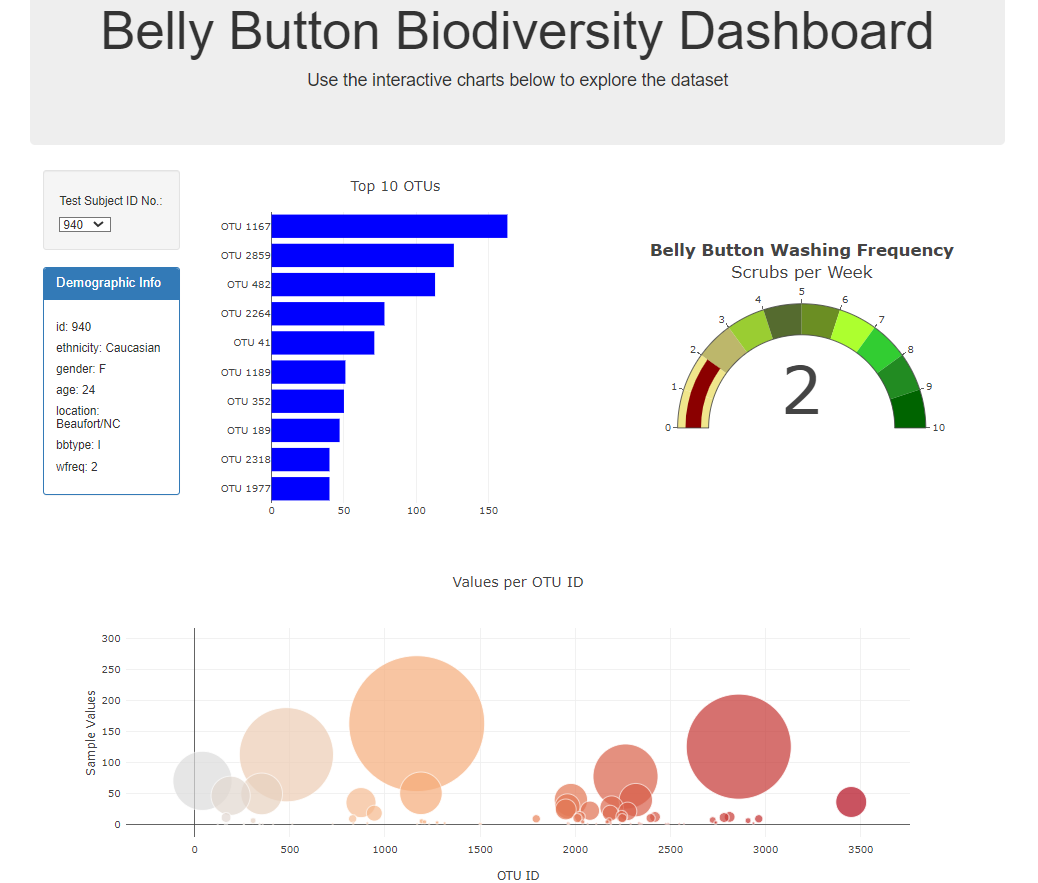 Belly Button Biodiversity Dashboard
Use the interactive charts below to explore the dataset
Test Subject ID No.:
940
Demographic Info
id: 940
ethnicity: Caucasian
gender: F
age: 24
location:
Beaufort/NC
bbtype: I
wfreq: 2
Top 10 OTUs
OTU 1167
OTU 2859
OTU 482
OTU 2264
OTU 41
OTU 1189
OTU 352
OTU 189
OTU 2318
OTU 1977
0 50 100 150
Belly Button Washing Frequency
Scrubs per Week
0
1
2
3
4
5
6
7
8
9
10
2
Values per OTU ID
Sample Values
300
250
200
150
100
50
0
0 500 1000 1500 2000 2500 3000 3500
OTU ID